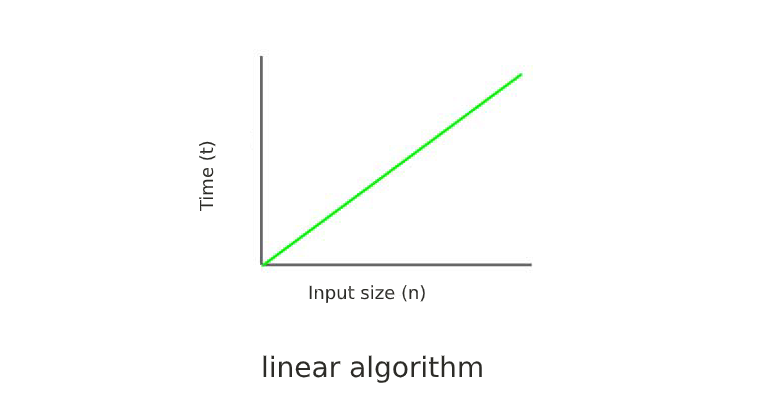 Time (t)
Input size (n)
linear algorithm